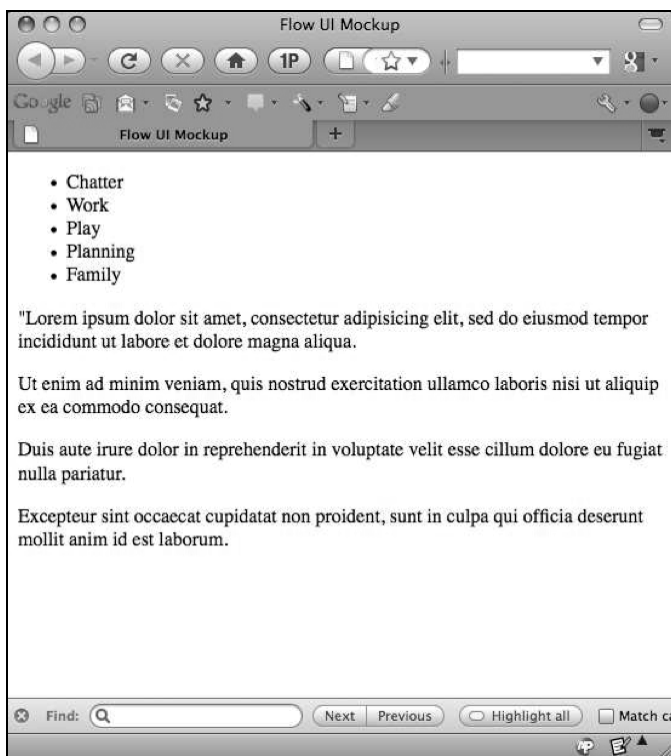 Flow UI Mockup
1P
Google
Flow UI Mockup
• Chatter
• Work
• Play
• Planning
• Family
"Lorem ipsum dolor sit amet, consectetur adipisicing elit, sed do eiusmod tempor
incididunt ut labore et dolore magna aliqua.
Ut enim ad minim veniam, quis nostrud exercitation ullamco laboris nisi ut aliquip
ex ea commodo consequat.
Duis aute irure dolor in reprehenderit in voluptate velit esse cillum dolore eu fugiat
nulla pariatur.
Excepteur sint occaecat cupidatat non proident, sunt in culpa qui officia deserunt
mollit anim id est laborum.
Find: Next Previous Highlight all Match ca